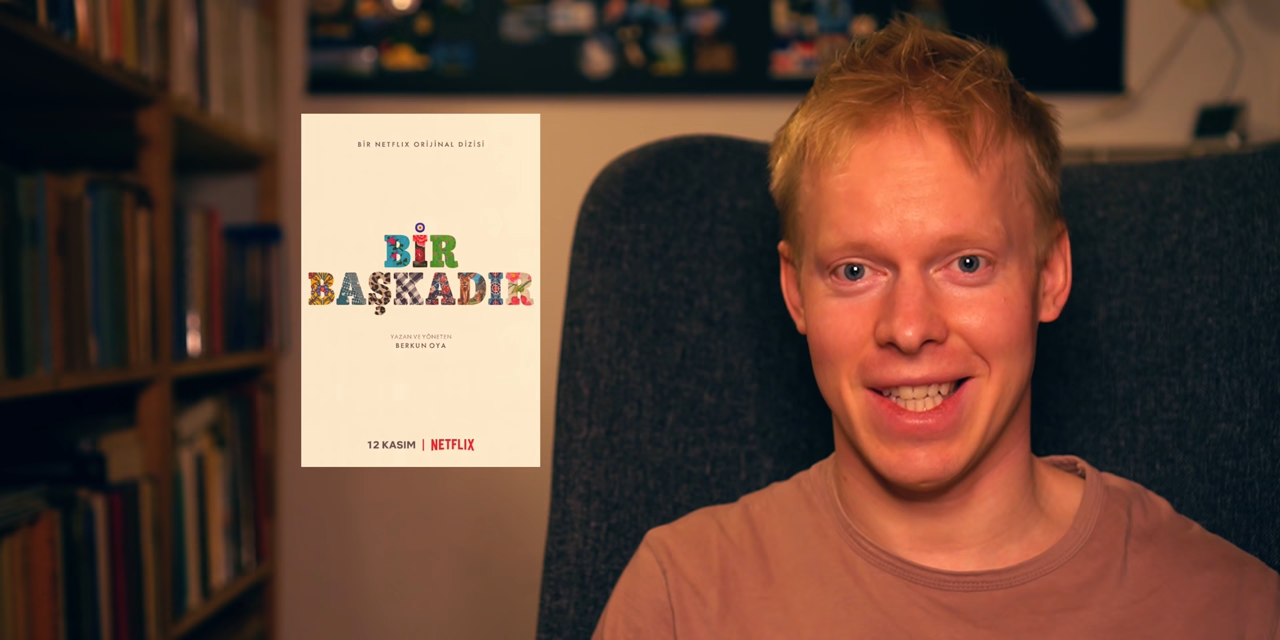 BİR NETFLIX ORİJİNAL DİZİSİ
BİR
BAŞKADIR
YAZAN VE YÖNETEN
BERKUN OYA
12 KASIM | NETFLIX